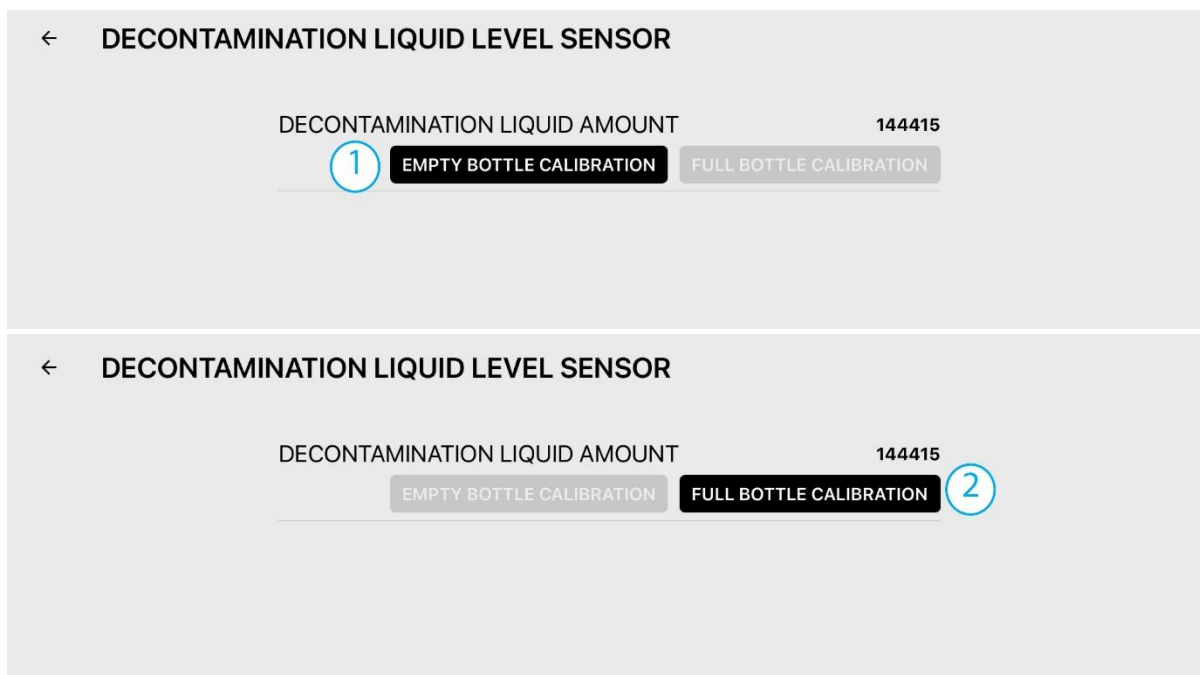 ← DECONTAMINATION LIQUID LEVEL SENSOR
DECONTAMINATION LIQUID AMOUNT 144415
1 EMPTY BOTTLE CALIBRATION FULL BOTTLE CALIBRATION
← DECONTAMINATION LIQUID LEVEL SENSOR
DECONTAMINATION LIQUID AMOUNT 144415
EMPTY BOTTLE CALIBRATION FULL BOTTLE CALIBRATION 2